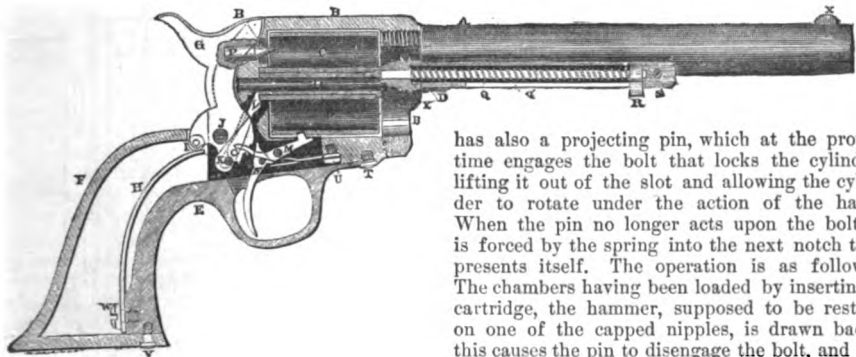 B
B
X
G
P
D
Q
R
J
F
H
E
U
T
V
has also a projecting pin, which at the pro
time engages the bolt that locks the cylind
lifting it out of the slot and allowing the cy
der to rotate under the action of the ha
When the pin no longer acts upon the bolt
is forced by the spring into the next notch t
presents itself. The operation is as follow
The chambers having been loaded by insertin
cartridge, the hammer, supposed to be rest
on one of the capped nipples, is drawn bac
this causes the pin to disengage the bolt, and